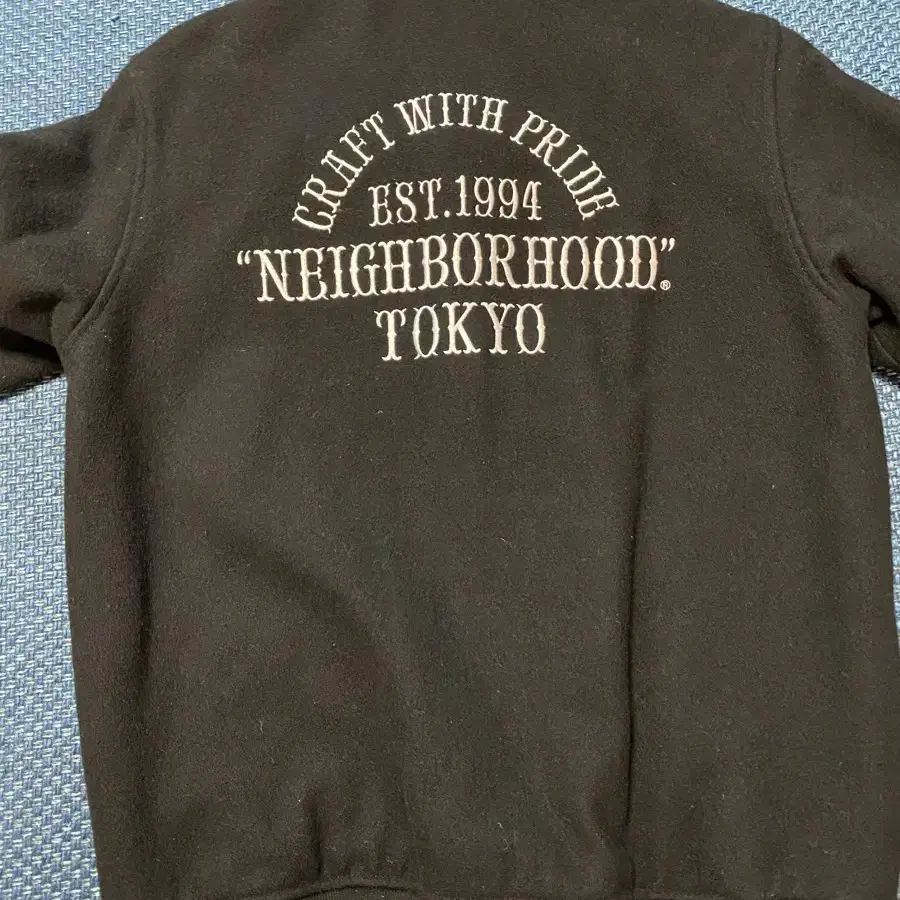 CRAFT WITH PRIDE
EST.1994
“NEIGHBORHOOD”®
TOKYO